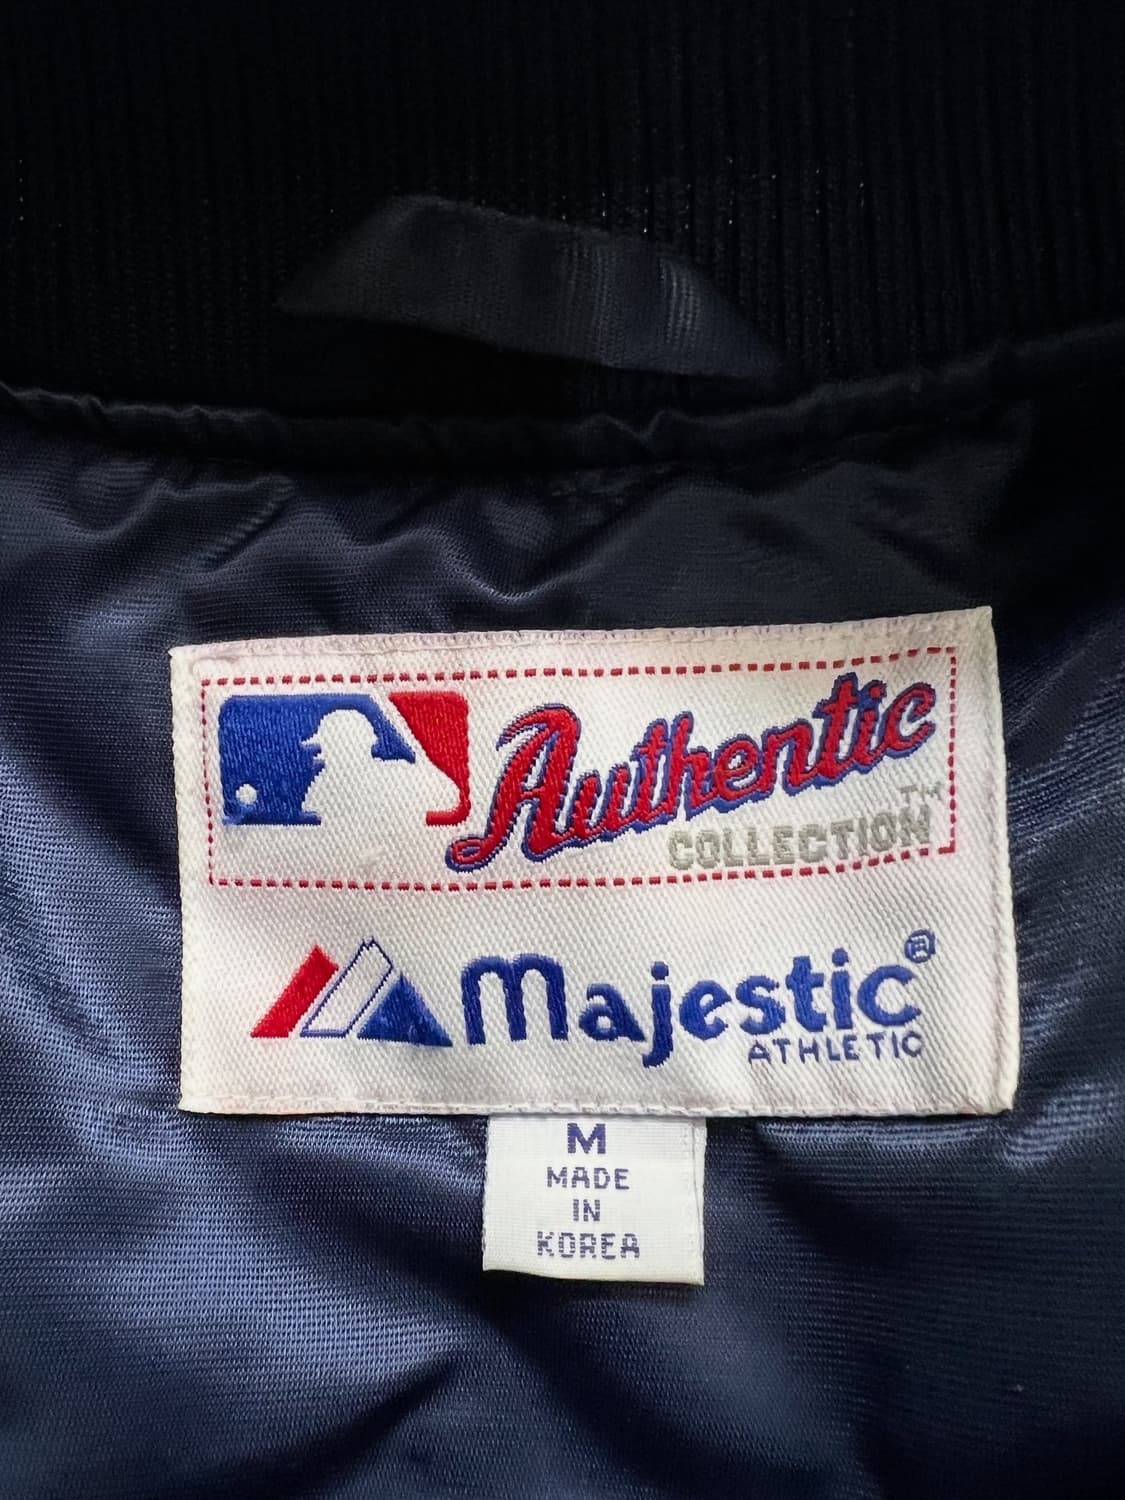 Authentic
COLLECTION™
Majestic®
ATHLETIC
M
MADE
IN
KOREA